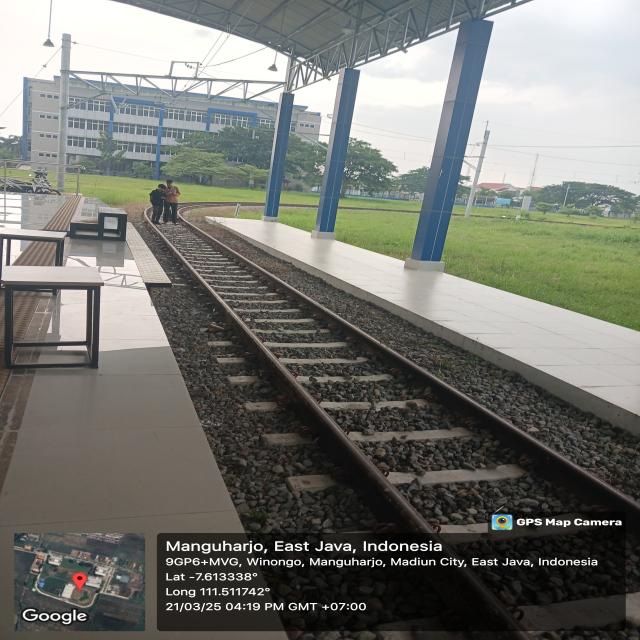 GPS Map Camera
Manguharjo, East Java, Indonesia
9GP6+MVG, Winongo, Manguharjo, Madiun City, East Java, Indonesia
Lat -7.613338°
Long 111.511742°
21/03/25 04:19 PM GMT +07:00
Google